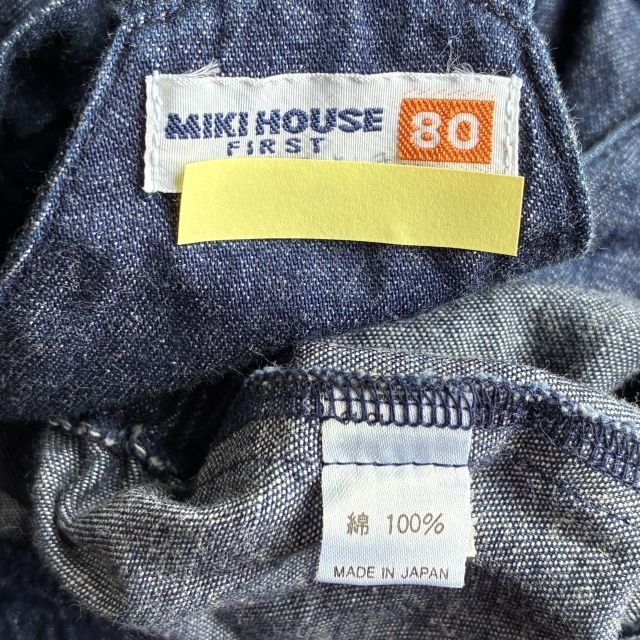 MIKI HOUSE 80
FIRST
綿 100%
MADE IN JAPAN